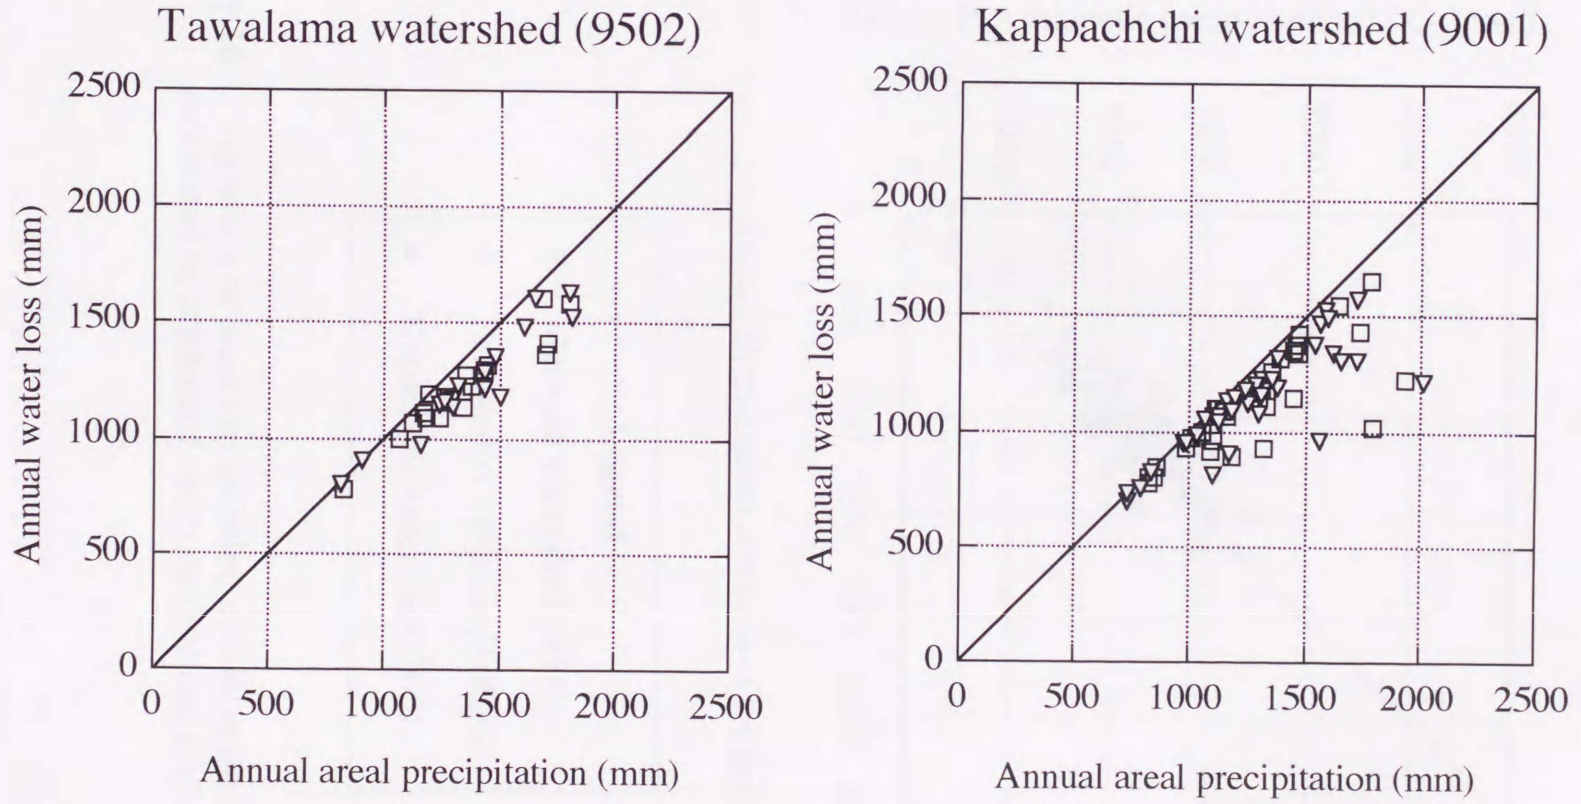 Tawalama watershed (9502)
2500
2000
1500
1000
500
0
Annual water loss (mm)
0 500 1000 1500 2000 2500
Annual areal precipitation (mm)
Kappachchi watershed (9001)
2500
2000
1500
1000
500
0
Annual water loss (mm)
0 500 1000 1500 2000 2500
Annual areal precipitation (mm)